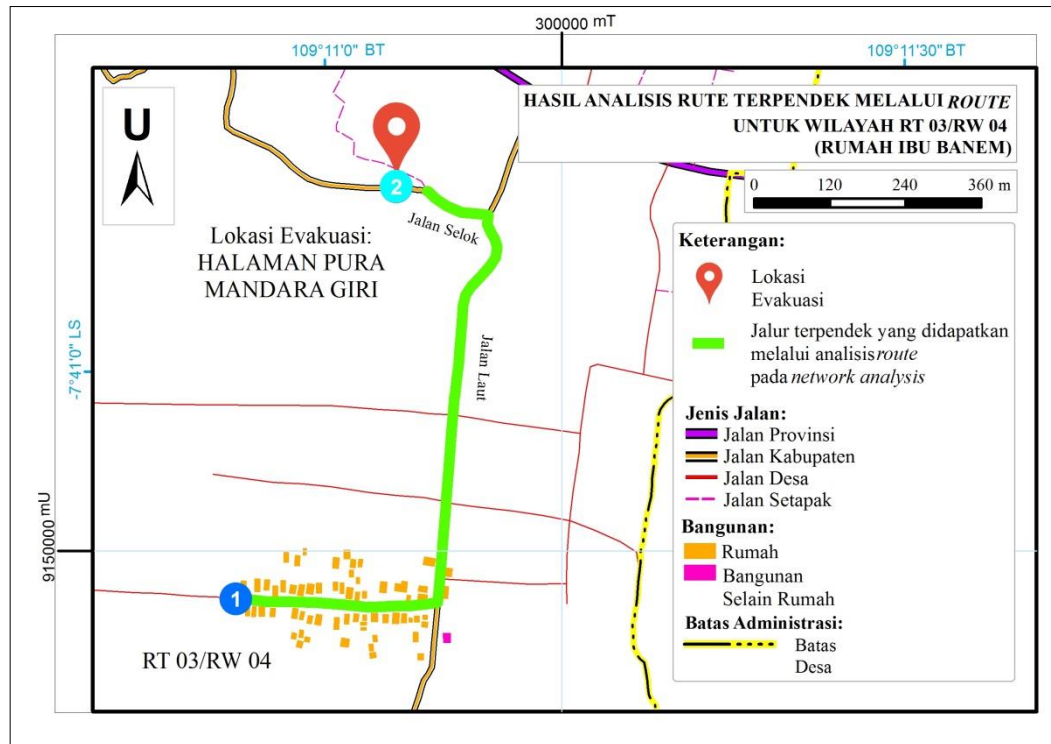 300000 mT
109°11'0" BT
109°11'30" BT
HASIL ANALISIS RUTE TERPENDEK MELALUI ROUTE
UNTUK WILAYAH RT 03/RW 04
(RUMAH IBU BANEM)
U
0 120 240 360 m
2
Jalan Selok
Lokasi Evakuasi:
HALAMAN PURA
MANDARA GIRI
Jalan Laut
-7°41'0" LS
9150000 mU
1
RT 03/RW 04
Keterangan:
Lokasi
Evakuasi
Jalur terpendek yang didapatkan
melalui analisis route
pada network analysis
Jenis Jalan:
Jalan Provinsi
Jalan Kabupaten
Jalan Desa
Jalan Setapak
Bangunan:
Rumah
Bangunan
Selain Rumah
Batas Administrasi:
Batas
Desa